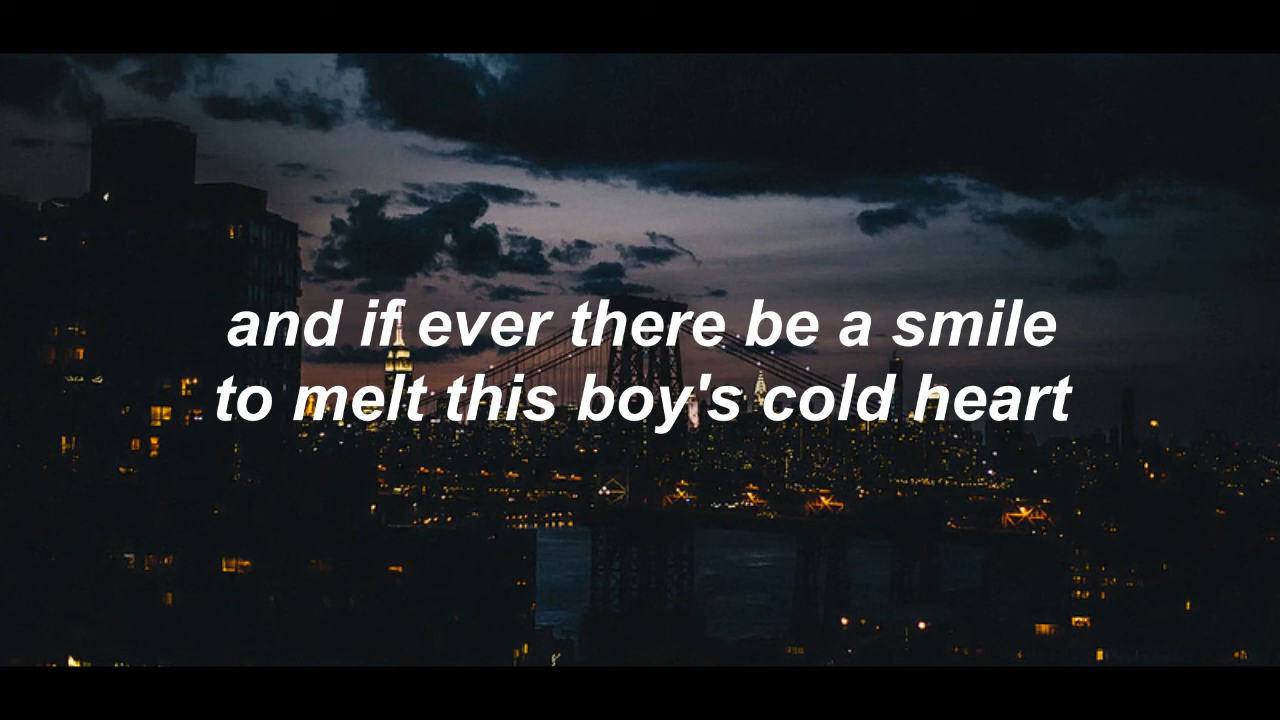 and if ever there be a smile
to melt this boy's cold heart